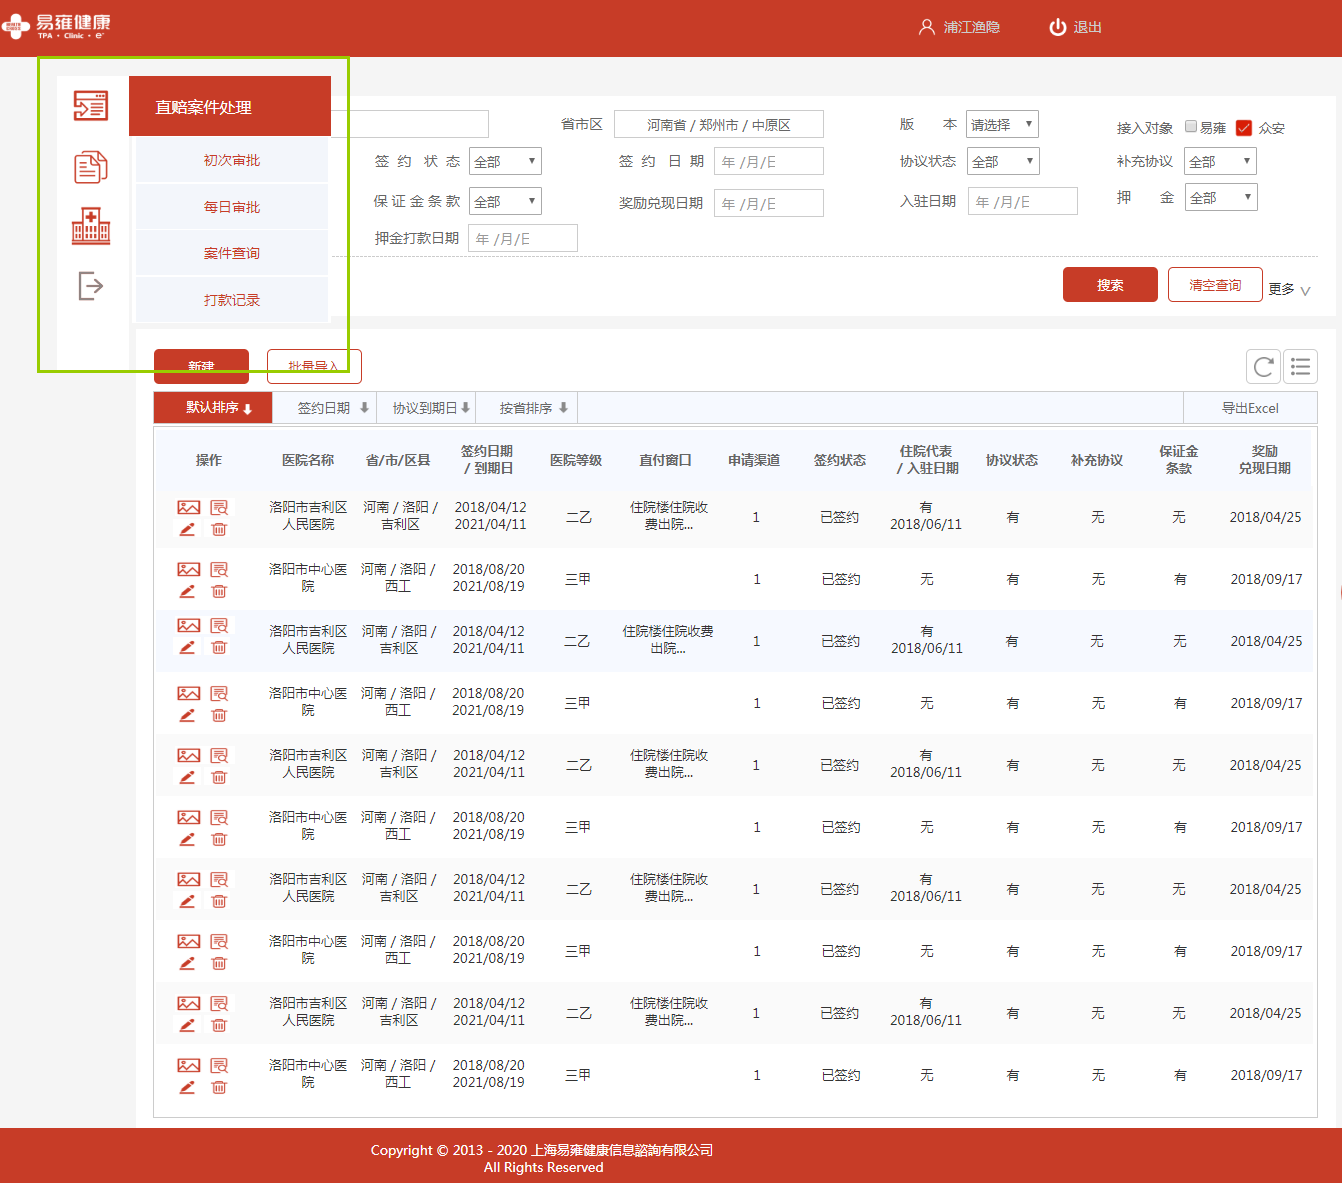 易雍健康
TPA · Clinic · e⁺
浦江渔隐
退出
直赔案件处理
初次审批
每日审批
案件查询
打款记录
省市区 河南省 / 郑州市 / 中原区
版 本 请选择
接入对象 易雍 众安
签 约 状 态 全部
签 约 日 期 年 /月/日
协议状态 全部
补充协议 全部
保 证 金 条 款 全部
奖励兑现日期 年 /月/日
入驻日期 年 /月/日
押 金 全部
押金打款日期 年 /月/日
搜索 清空查询 更多
新建 批量导入
默认排序 签约日期 协议到期日 按省排序 导出Excel
操作 医院名称 省/市/区县 签约日期 / 到期日 医院等级 直付窗口 申请渠道 签约状态 住院代表 / 入驻日期 协议状态 补充协议 保证金条款 奖励兑现日期
洛阳市吉利区人民医院 河南 / 洛阳 / 吉利区 2018/04/12 2021/04/11 二乙 住院楼住院收费出院... 1 已签约 有 2018/06/11 有 无 无 2018/04/25
洛阳市中心医院 河南 / 洛阳 / 西工 2018/08/20 2021/08/19 三甲 1 已签约 无 有 无 有 2018/09/17
洛阳市吉利区人民医院 河南 / 洛阳 / 吉利区 2018/04/12 2021/04/11 二乙 住院楼住院收费出院... 1 已签约 有 2018/06/11 有 无 无 2018/04/25
洛阳市中心医院 河南 / 洛阳 / 西工 2018/08/20 2021/08/19 三甲 1 已签约 无 有 无 有 2018/09/17
洛阳市吉利区人民医院 河南 / 洛阳 / 吉利区 2018/04/12 2021/04/11 二乙 住院楼住院收费出院... 1 已签约 有 2018/06/11 有 无 无 2018/04/25
洛阳市中心医院 河南 / 洛阳 / 西工 2018/08/20 2021/08/19 三甲 1 已签约 无 有 无 有 2018/09/17
洛阳市吉利区人民医院 河南 / 洛阳 / 吉利区 2018/04/12 2021/04/11 二乙 住院楼住院收费出院... 1 已签约 有 2018/06/11 有 无 无 2018/04/25
洛阳市中心医院 河南 / 洛阳 / 西工 2018/08/20 2021/08/19 三甲 1 已签约 无 有 无 有 2018/09/17
洛阳市吉利区人民医院 河南 / 洛阳 / 吉利区 2018/04/12 2021/04/11 二乙 住院楼住院收费出院... 1 已签约 有 2018/06/11 有 无 无 2018/04/25
洛阳市中心医院 河南 / 洛阳 / 西工 2018/08/20 2021/08/19 三甲 1 已签约 无 有 无 有 2018/09/17
Copyright © 2013 - 2020 上海易雍健康信息諮詢有限公司
All Rights Reserved